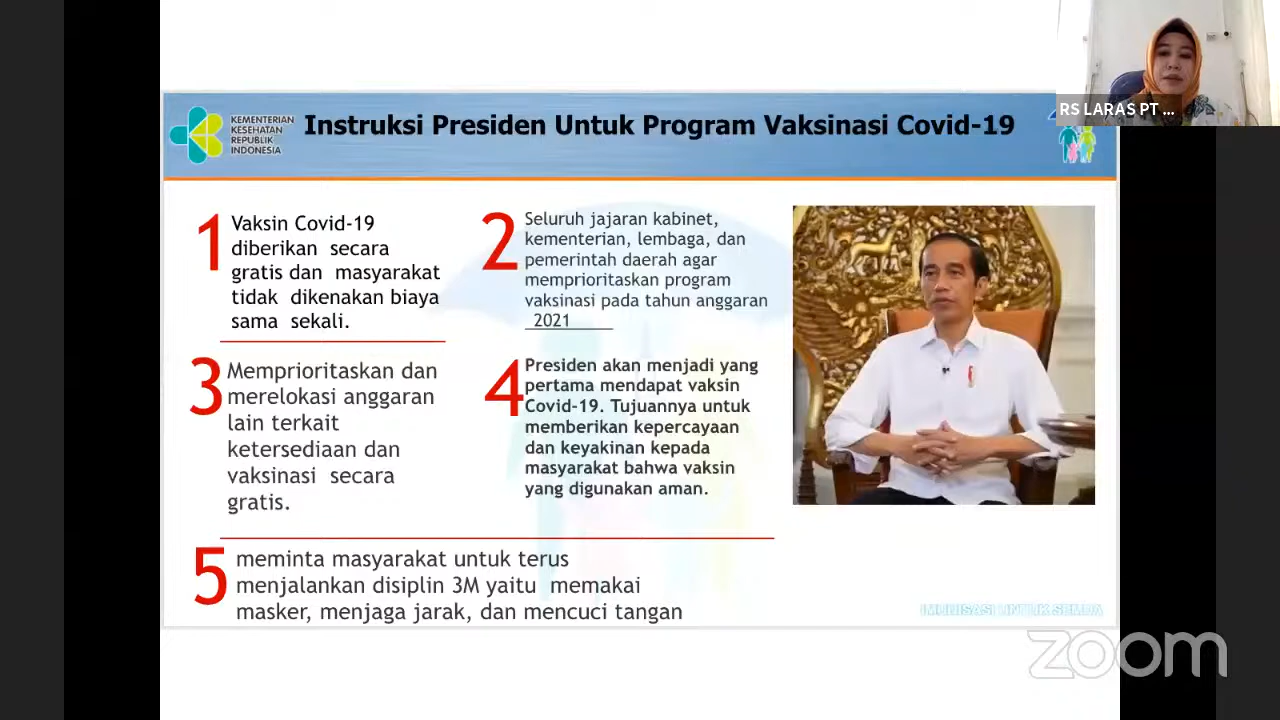 RS LARAS PT ...
KEMENTERIAN
KESEHATAN
REPUBLIK
INDONESIA
Instruksi Presiden Untuk Program Vaksinasi Covid-19
1
Vaksin Covid-19
diberikan secara
gratis dan masyarakat
tidak dikenakan biaya
sama sekali.
2
Seluruh jajaran kabinet,
kementerian, lembaga, dan
pemerintah daerah agar
memprioritaskan program
vaksinasi pada tahun anggaran
2021
3
Memprioritaskan dan
merelokasi anggaran
lain terkait
ketersediaan dan
vaksinasi secara
gratis.
4
Presiden akan menjadi yang
pertama mendapat vaksin
Covid-19. Tujuannya untuk
memberikan kepercayaan
dan keyakinan kepada
masyarakat bahwa vaksin
yang digunakan aman.
5
meminta masyarakat untuk terus
menjalankan disiplin 3M yaitu memakai
masker, menjaga jarak, dan mencuci tangan
IMUNISASI UNTUK SEMUA
zoom